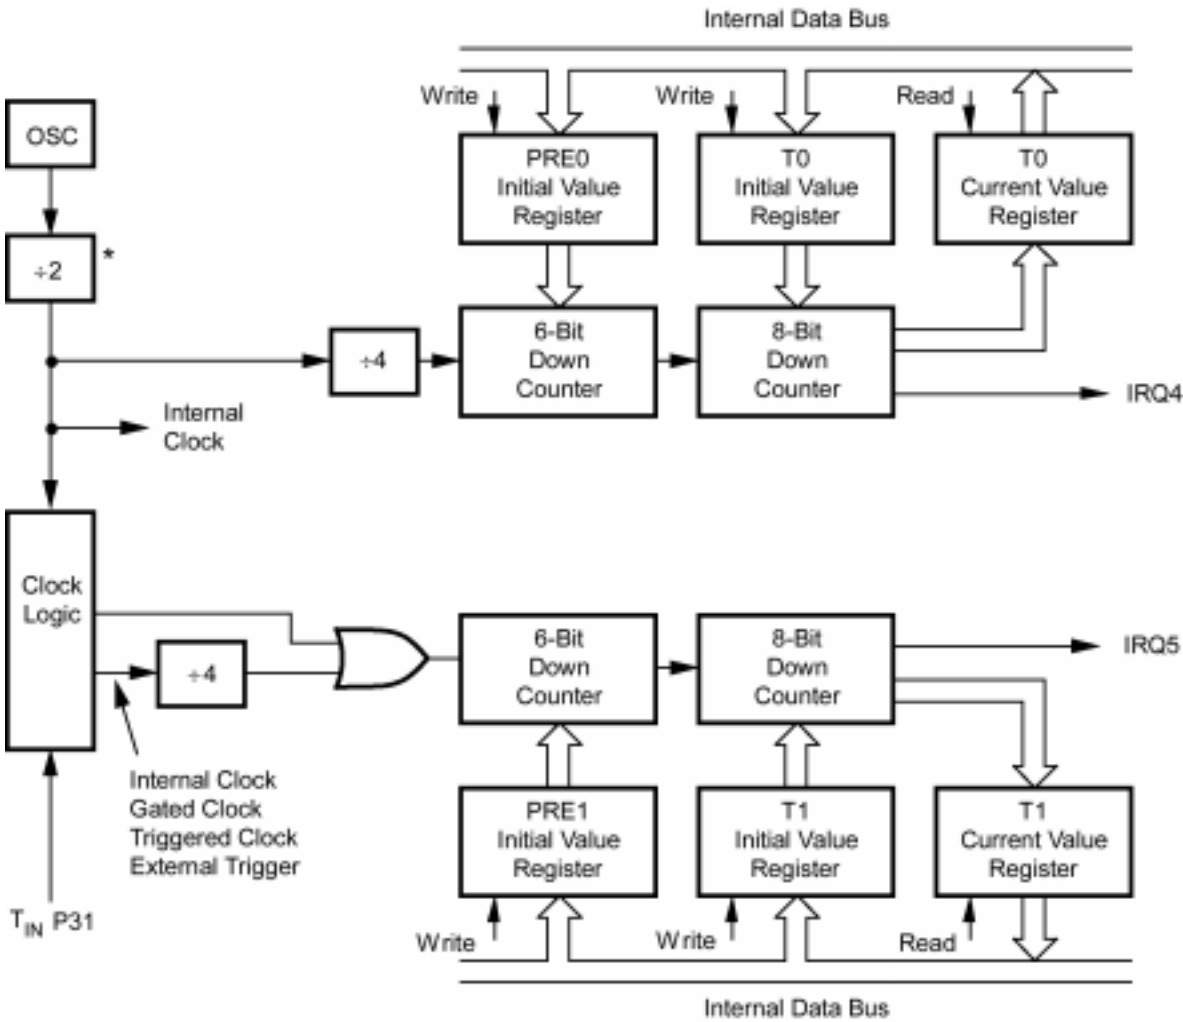 Internal Data Bus
Write
Write
Read
OSC
PRE0
Initial Value
Register
T0
Initial Value
Register
T0
Current Value
Register
÷2
*
÷4
6-Bit
Down
Counter
8-Bit
Down
Counter
IRQ4
Internal
Clock
Clock
Logic
÷4
6-Bit
Down
Counter
8-Bit
Down
Counter
IRQ5
Internal Clock
Gated Clock
Triggered Clock
External Trigger
PRE1
Initial Value
Register
T1
Initial Value
Register
T1
Current Value
Register
TIN P31
Write
Write
Read
Internal Data Bus